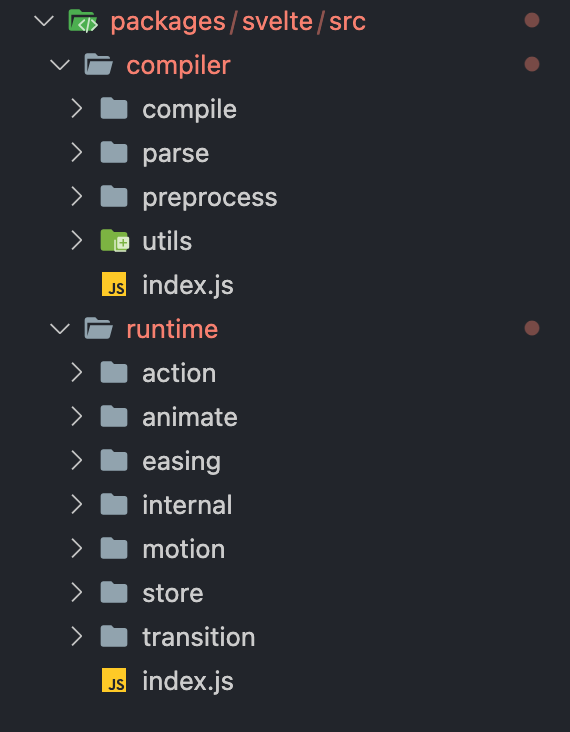 packages/svelte/src
compiler
compile
parse
preprocess
utils
JS index.js
runtime
action
animate
easing
internal
motion
store
transition
JS index.js